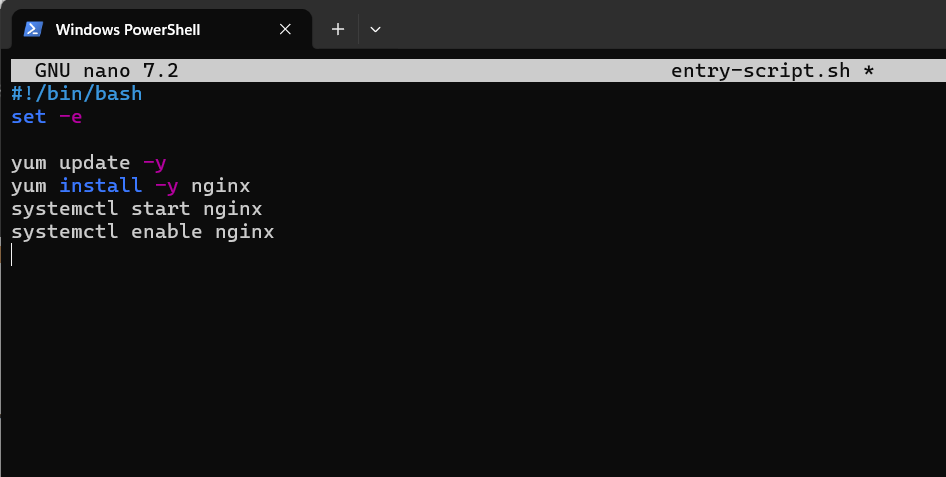 Windows PowerShell
GNU nano 7.2 entry-script.sh *
#!/bin/bash
set -e
yum update -y
yum install -y nginx
systemctl start nginx
systemctl enable nginx